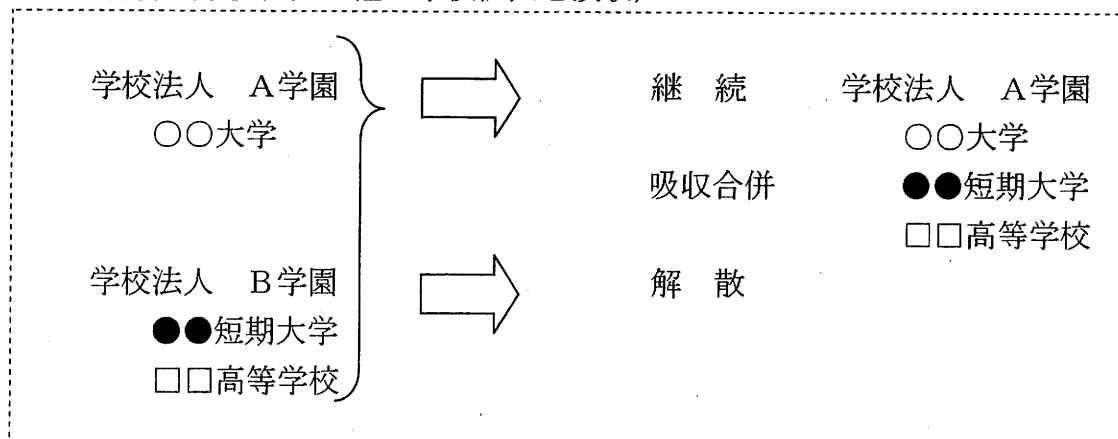 学校法人 A学園
○○大学
学校法人 B学園
●●短期大学
□□高等学校
継 続 学校法人 A学園
○○大学
吸収合併 ●●短期大学
□□高等学校
解 散